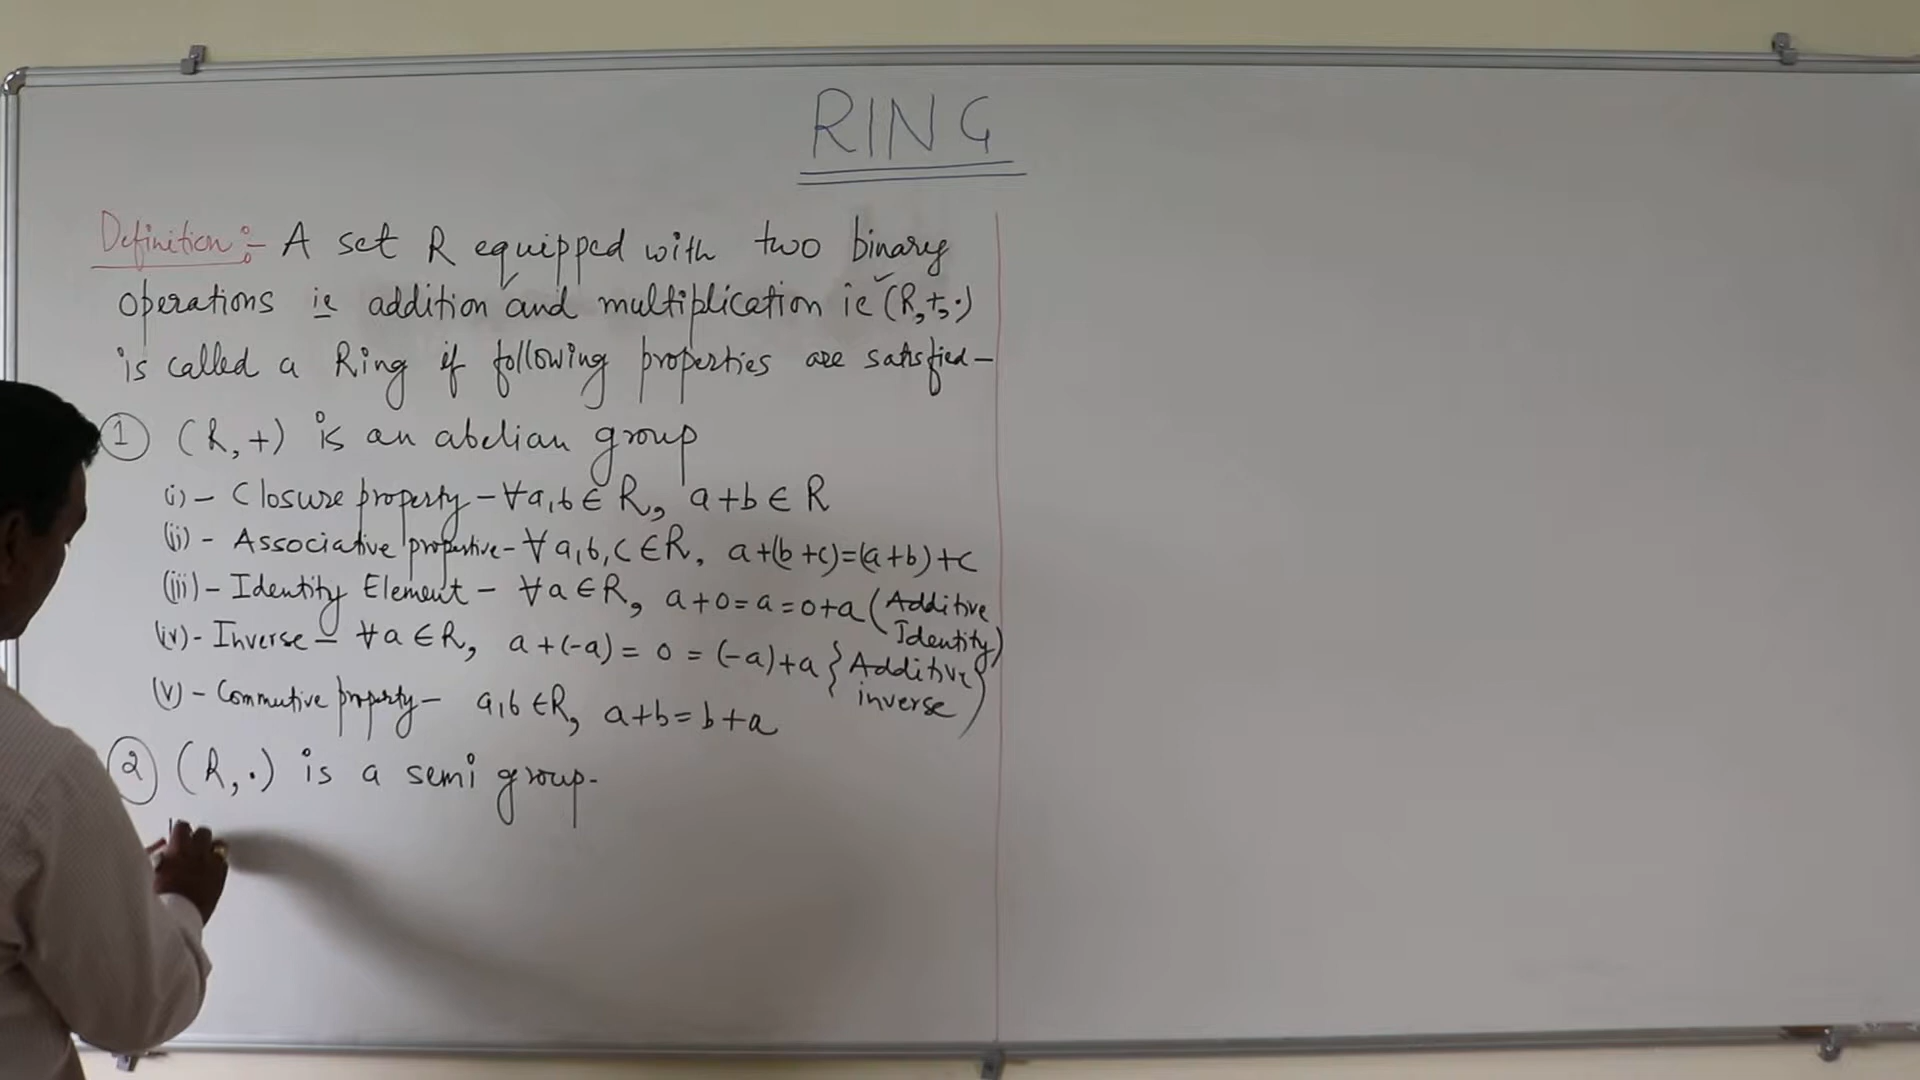 RING
Definition:- A set R equipped with two binary
operations ie addition and multiplication ie (R,+,·)
is called a Ring if following properties are satisfied-
① (R,+) is an abelian group
(i)- Closure property - ∀a,b∈R, a+b∈R
(ii)- Associative propertive - ∀a,b,c∈R, a+(b+c)=(a+b)+c
(iii)- Identity Element - ∀a∈R, a+0=a=0+a (Additive Identity)
(iv)- Inverse - ∀a∈R, a+(-a)=0=(-a)+a {Additive inverse)
(v)- Commutive property - a,b∈R, a+b=b+a
② (R,·) is a semi group-